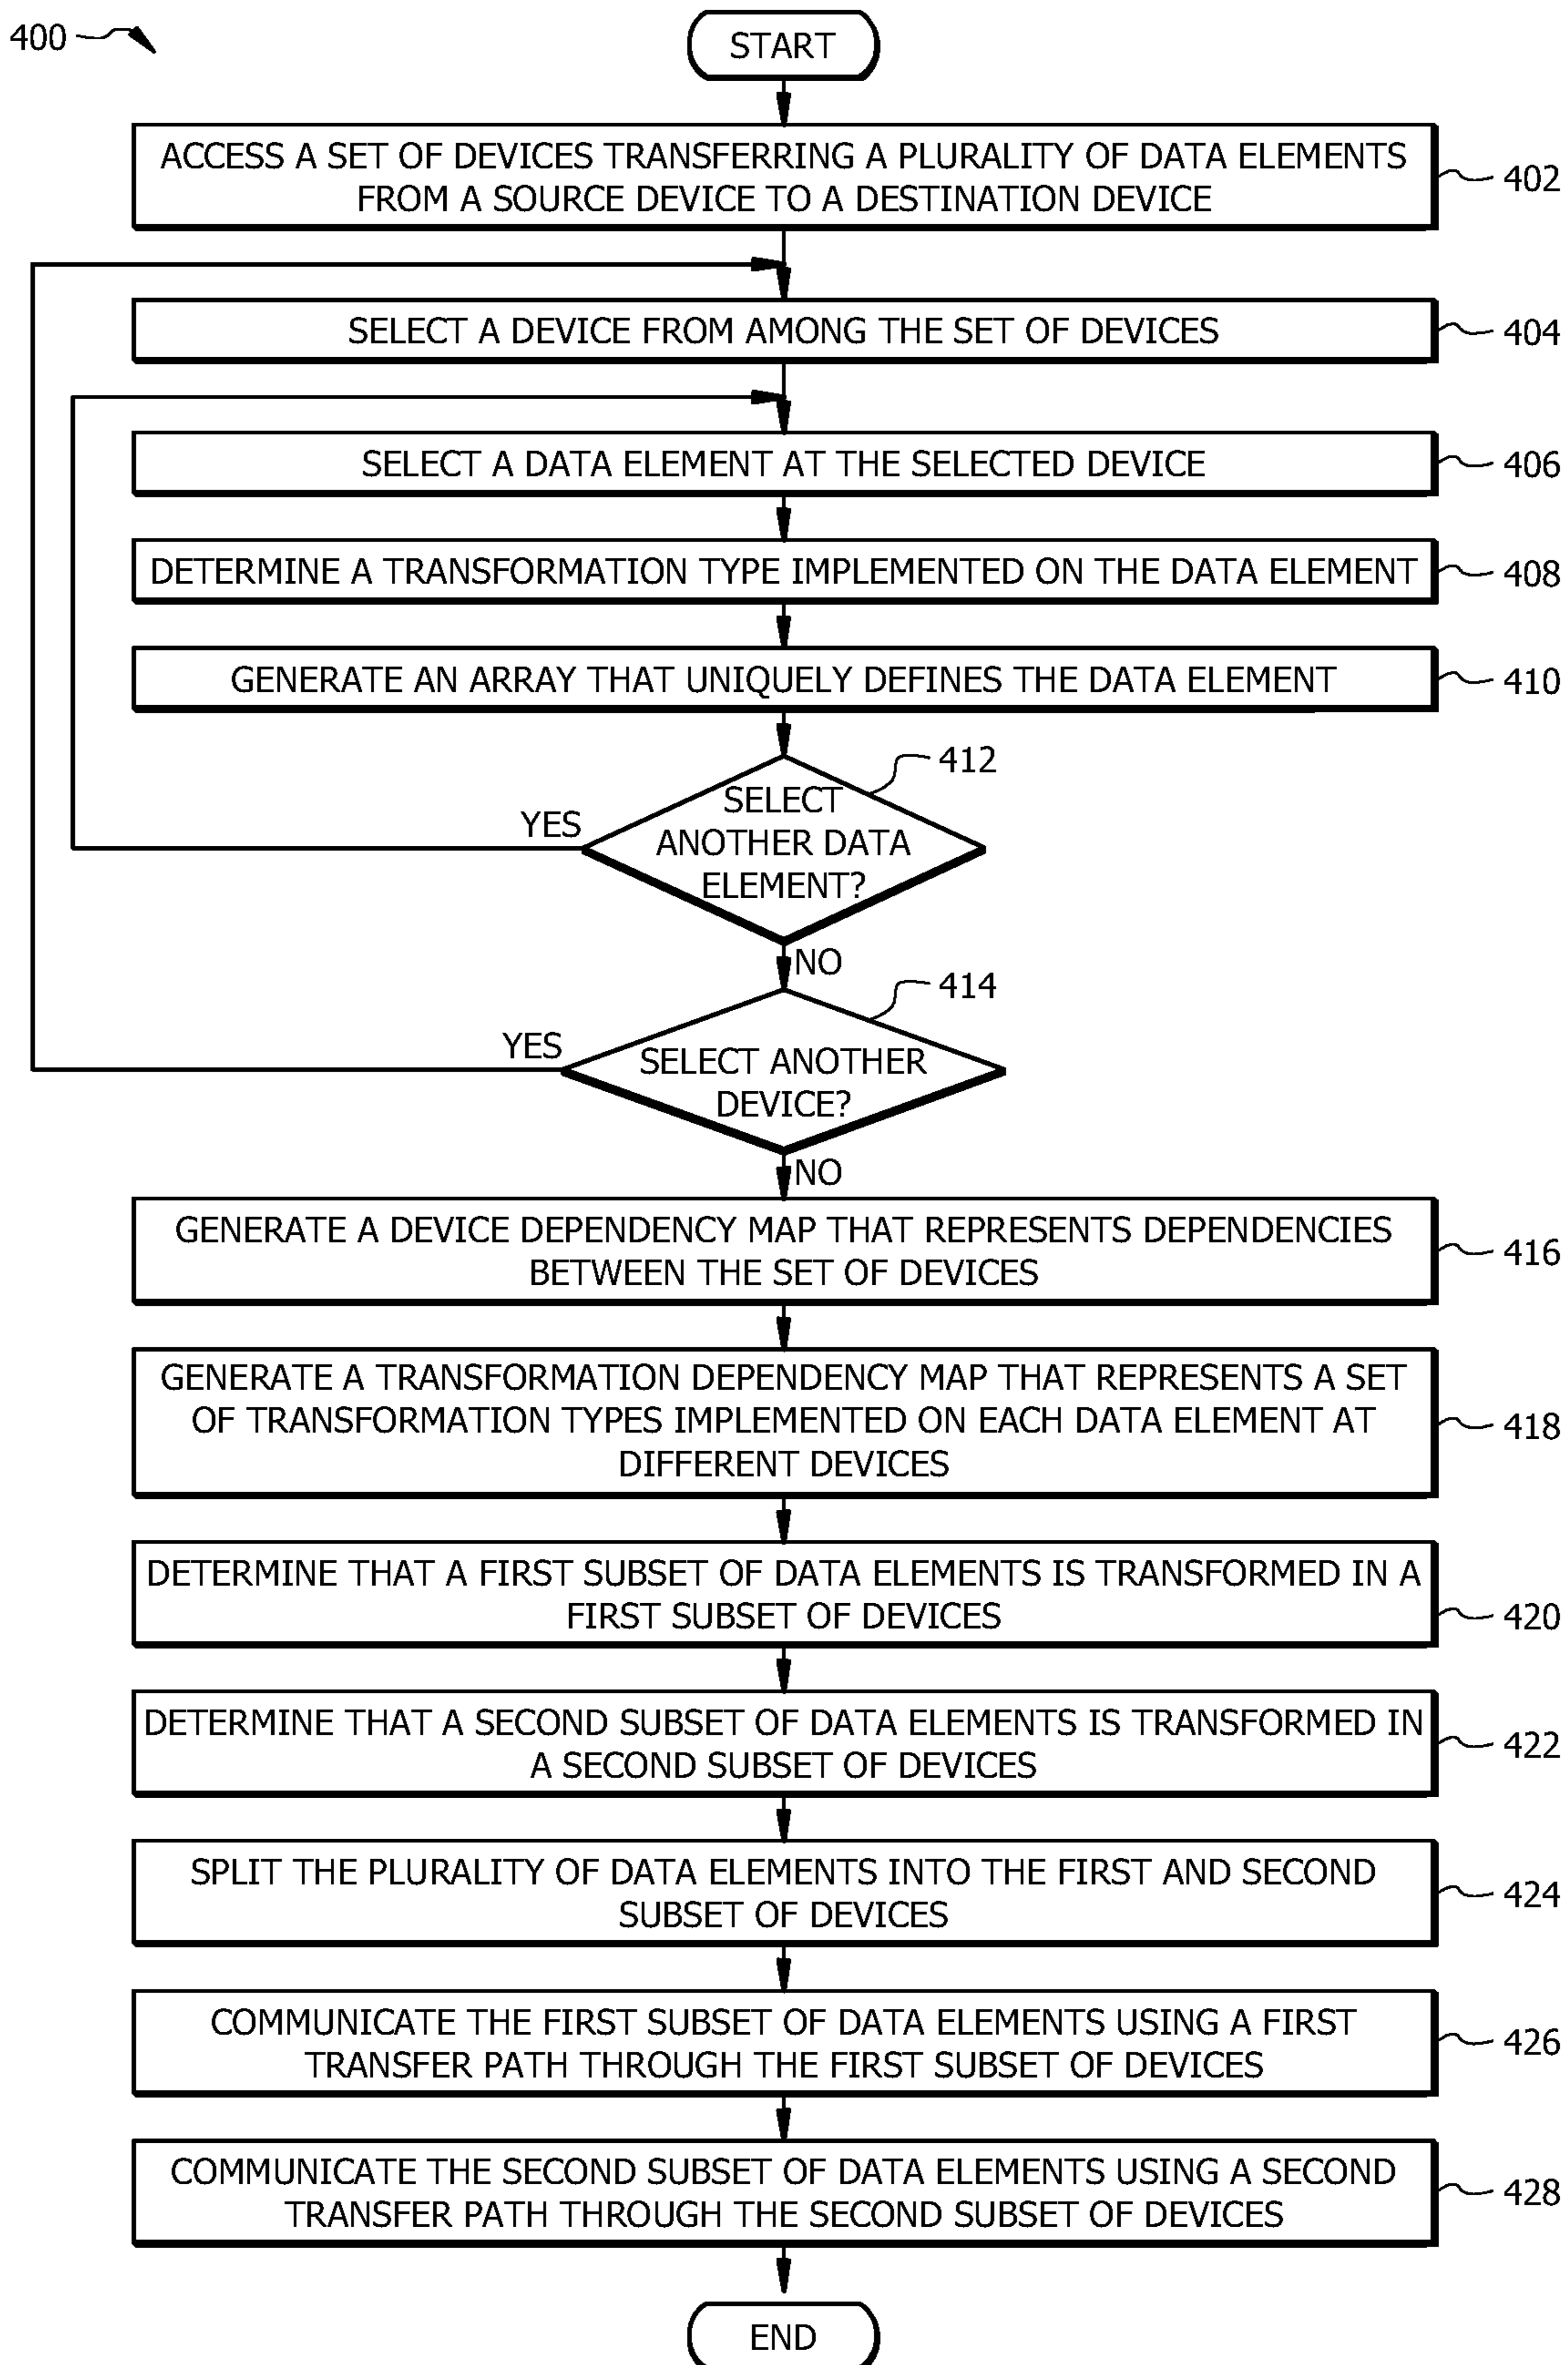 400
START
ACCESS A SET OF DEVICES TRANSFERRING A PLURALITY OF DATA ELEMENTS
FROM A SOURCE DEVICE TO A DESTINATION DEVICE
402
SELECT A DEVICE FROM AMONG THE SET OF DEVICES
404
SELECT A DATA ELEMENT AT THE SELECTED DEVICE
406
DETERMINE A TRANSFORMATION TYPE IMPLEMENTED ON THE DATA ELEMENT
408
GENERATE AN ARRAY THAT UNIQUELY DEFINES THE DATA ELEMENT
410
412
SELECT
ANOTHER DATA
ELEMENT?
YES
NO
414
SELECT ANOTHER
DEVICE?
YES
NO
GENERATE A DEVICE DEPENDENCY MAP THAT REPRESENTS DEPENDENCIES
BETWEEN THE SET OF DEVICES
416
GENERATE A TRANSFORMATION DEPENDENCY MAP THAT REPRESENTS A SET
OF TRANSFORMATION TYPES IMPLEMENTED ON EACH DATA ELEMENT AT
DIFFERENT DEVICES
418
DETERMINE THAT A FIRST SUBSET OF DATA ELEMENTS IS TRANSFORMED IN A
FIRST SUBSET OF DEVICES
420
DETERMINE THAT A SECOND SUBSET OF DATA ELEMENTS IS TRANSFORMED IN
A SECOND SUBSET OF DEVICES
422
SPLIT THE PLURALITY OF DATA ELEMENTS INTO THE FIRST AND SECOND
SUBSET OF DEVICES
424
COMMUNICATE THE FIRST SUBSET OF DATA ELEMENTS USING A FIRST
TRANSFER PATH THROUGH THE FIRST SUBSET OF DEVICES
426
COMMUNICATE THE SECOND SUBSET OF DATA ELEMENTS USING A SECOND
TRANSFER PATH THROUGH THE SECOND SUBSET OF DEVICES
428
END